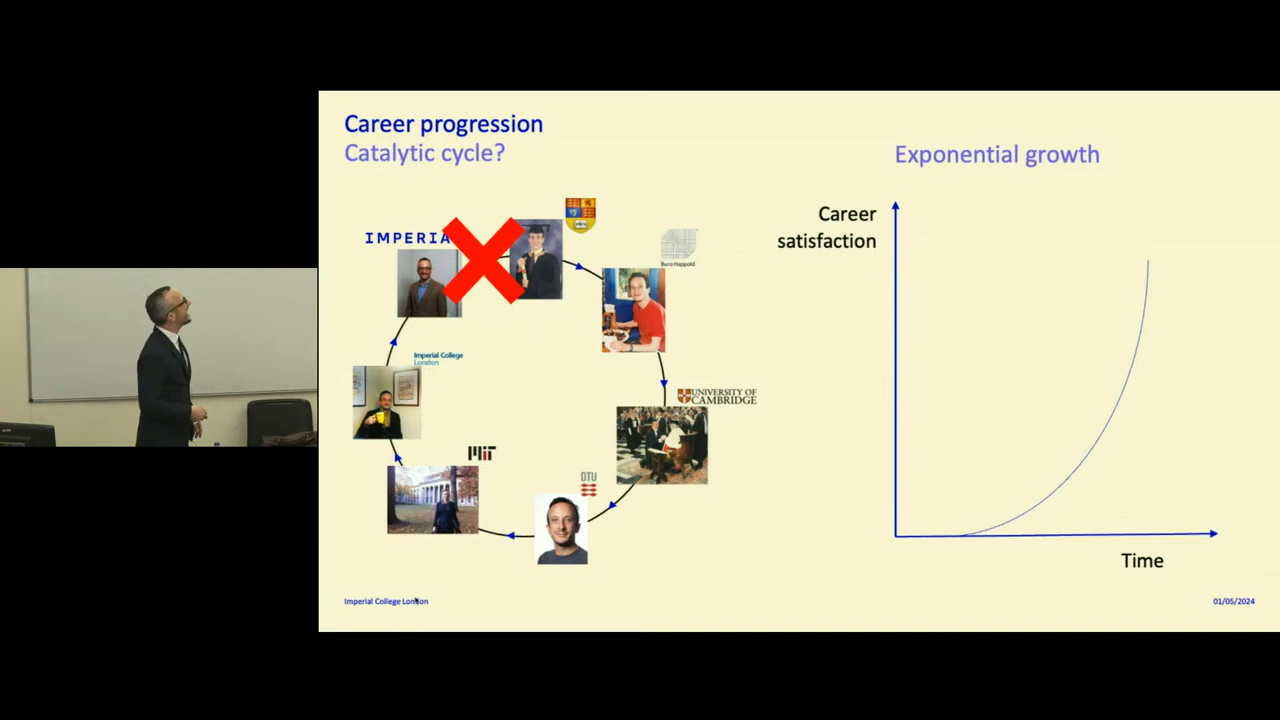 Career progression
Catalytic cycle?
Exponential growth
Career
satisfaction
IMPERIA
Buro Happold
UNIVERSITY OF
CAMBRIDGE
Imperial College
London
MIT
DTU
Time
Imperial College London
01/05/2024